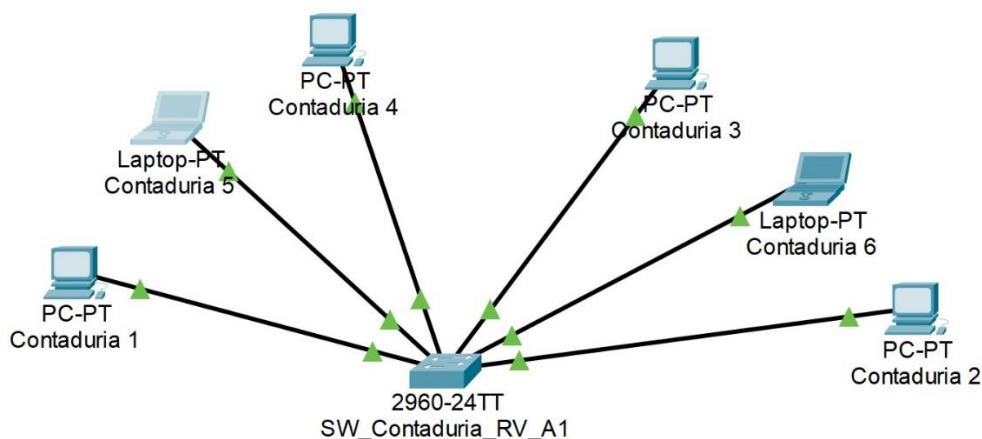 PC-PT
Contaduria 4
PC-PT
Contaduria 3
Laptop-PT
Contaduria 5
Laptop-PT
Contaduria 6
PC-PT
Contaduria 1
PC-PT
Contaduria 2
2960-24TT
SW_Contaduria_RV_A1